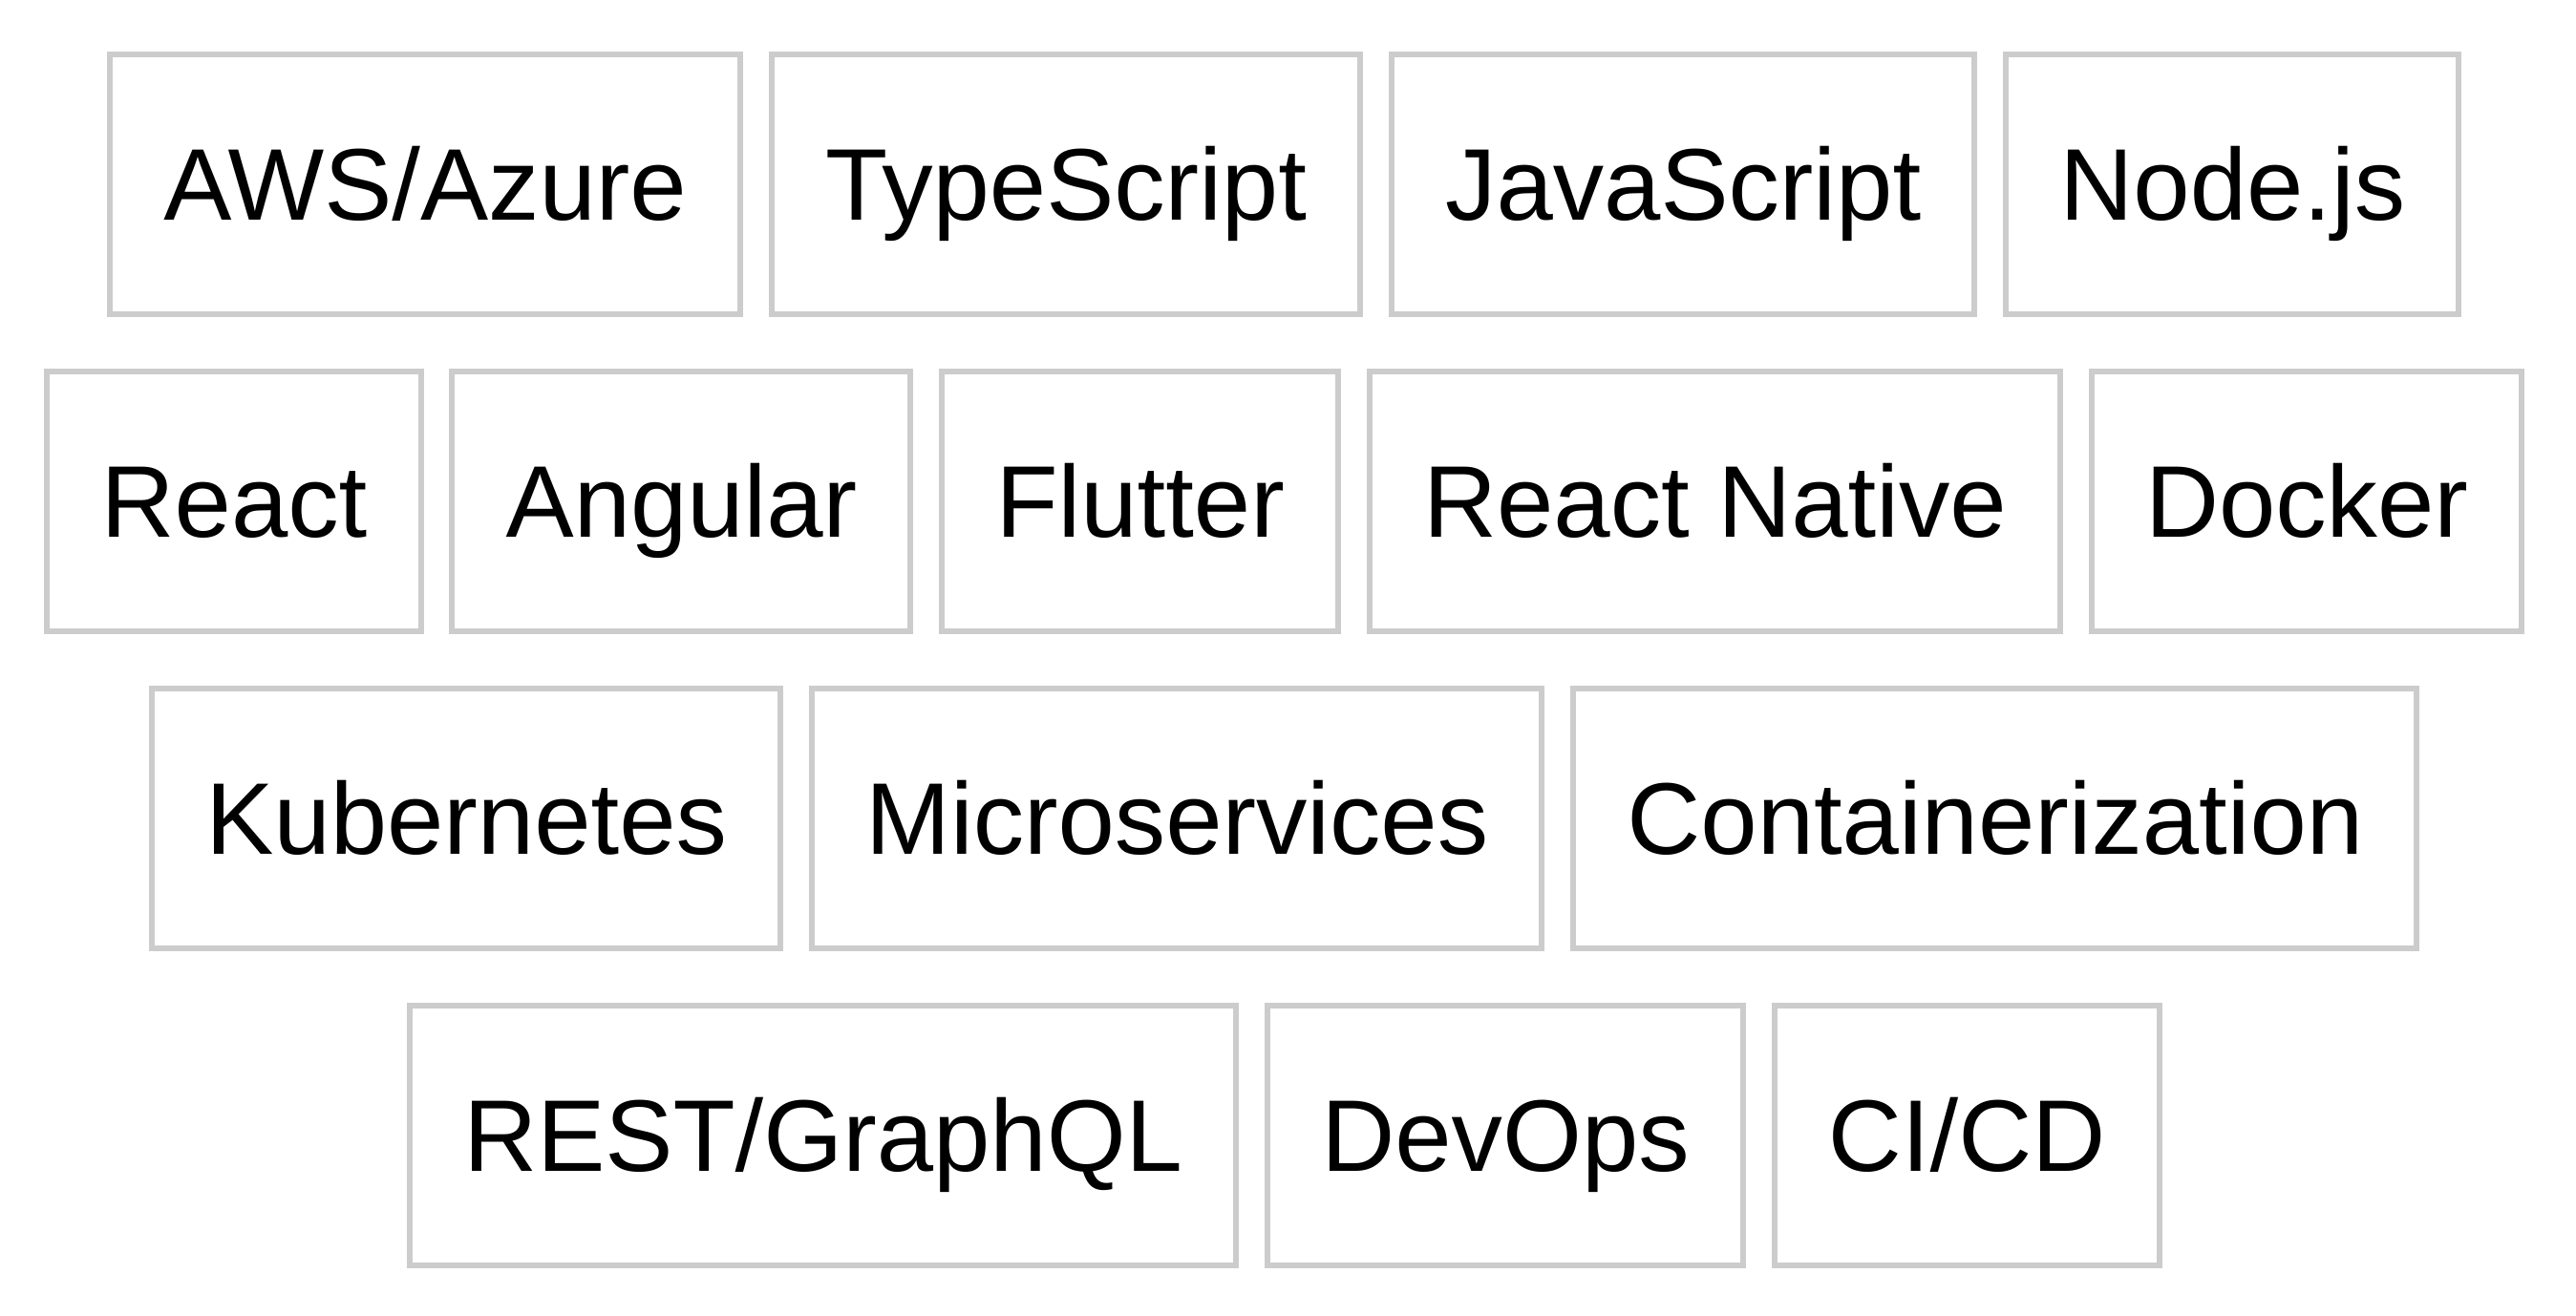 AWS/Azure TypeScript JavaScript Node.js
React Angular Flutter React Native Docker
Kubernetes Microservices Containerization
REST/GraphQL DevOps CI/CD